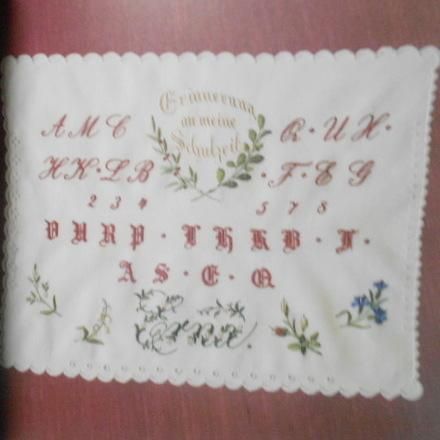 Erinnerung
an meine
Schulzeit
A M C
R · U H ·
H K · L B
· F · E G
2 3 4
5 7 8
V U R P · I H K B · F ·
A S · E · Q